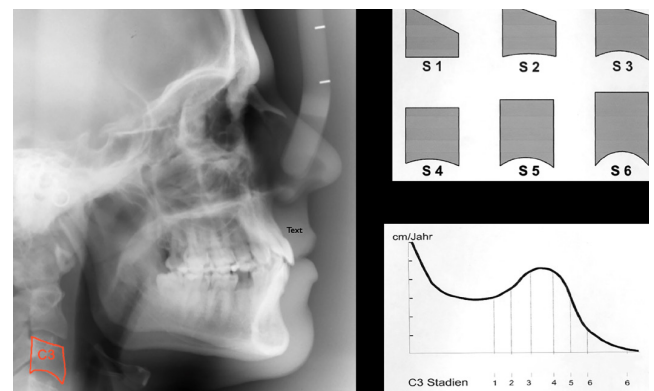 S 1 S 2 S 3
S 4 S 5 S 6
Text
cm/Jahr
C3
C3 Stadien 1 2 3 4 5 6 6